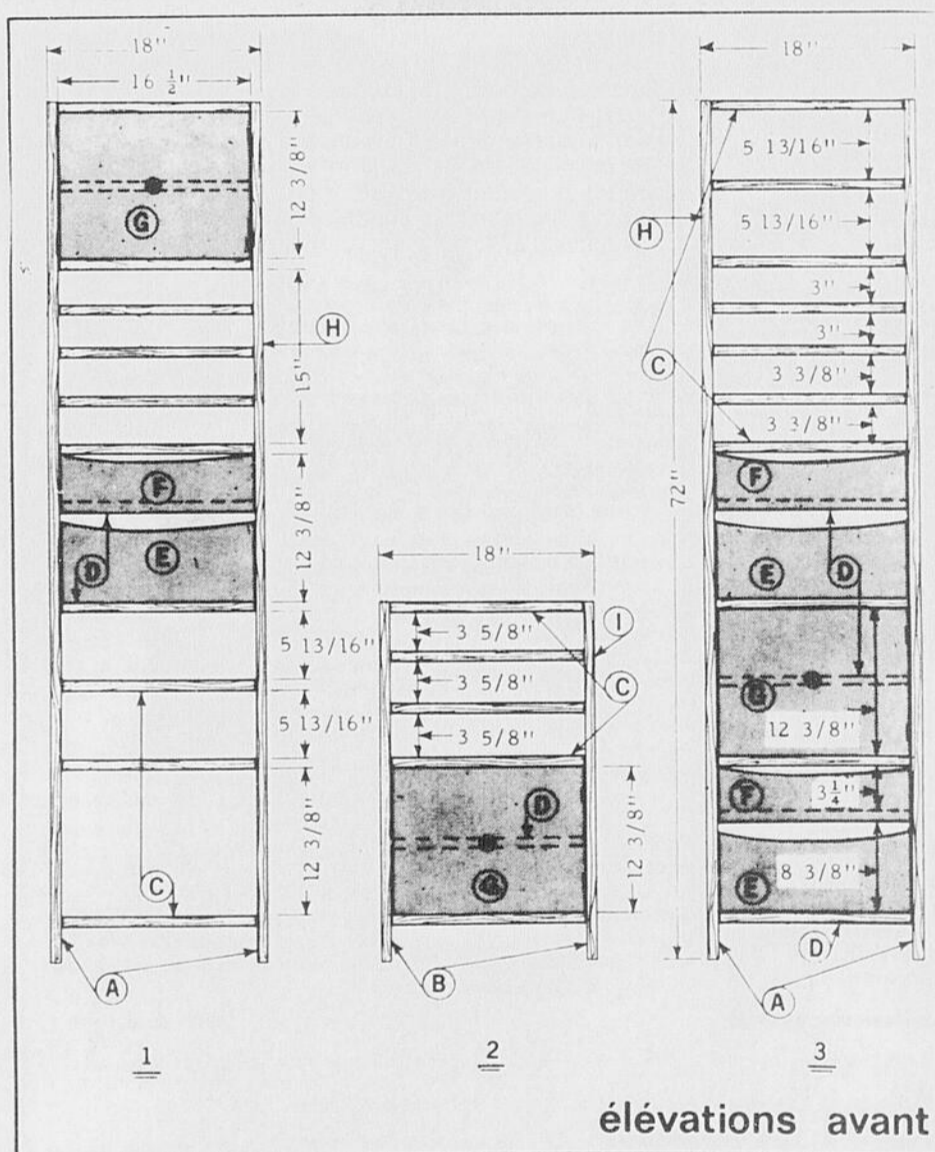 18"
16 1/2"
12 3/8"
G
H
15"
F
12 3/8"
D
E
5 13/16"
5 13/16"
12 3/8"
C
A
1
18"
I
3 5/8"
C
3 5/8"
3 5/8"
D
12 3/8"
G
B
2
18"
5 13/16"
H
5 13/16"
3"
3"
C
3 3/8"
3 3/8"
72"
F
E
D
G
12 3/8"
F
3 1/4"
8 3/8"
E
D
A
3
élévations avant